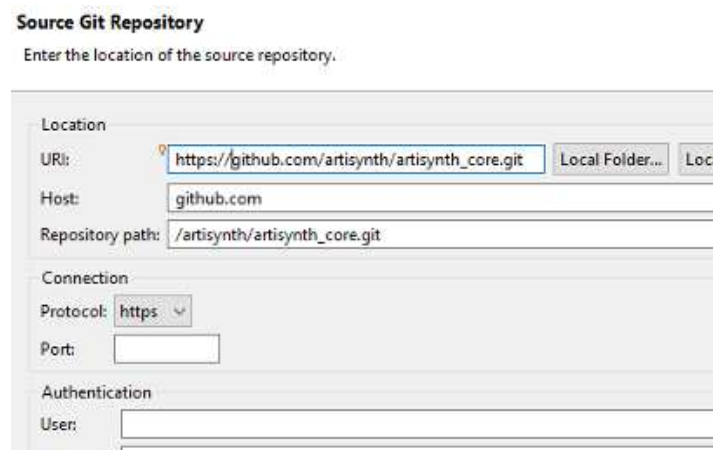 Source Git Repository
Enter the location of the source repository.
Location
URI: https://github.com/artisynth/artisynth_core.git Local Folder... Loc
Host: github.com
Repository path: /artisynth/artisynth_core.git
Connection
Protocol: https
Port:
Authentication
User: